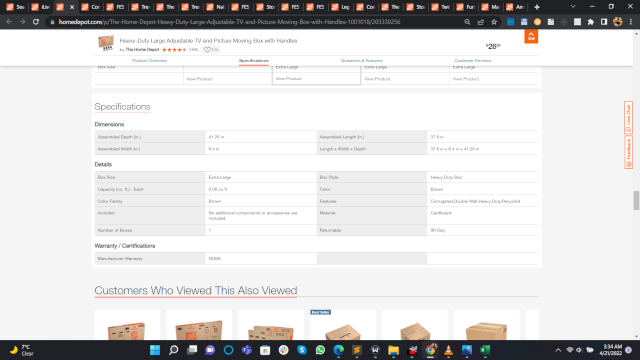 homedepot.com/p/The-Home-Depot-Heavy-Duty-Large-Adjustable-TV-and-Picture-Moving-Box-with-Handles-1001018/203330256
Heavy-Duty Large Adjustable TV and Picture Moving Box with Handles
by The Home Depot
Product Overview Specifications Questions & Answers Customer Reviews
Box Size Extra Large Extra Large Extra Large
View Product View Product View Product View Product
Live Chat
Feedback
Specifications
Dimensions
Assembled Depth (in.) 41.25 in Assembled Length (in.) 37.5 in
Assembled Width (in.) 6.4 in Length x Width x Depth 37.5 in x 6.4 in x 41.25 in
Details
Box Size Extra Large Box Style Heavy Duty Box
Capacity (cu. ft.) - Each 5.00 cu ft Color Brown
Color Family Brown Features Corrugated,Double Wall,Heavy Duty,Recycled
Included No additional components or accessories are included Material Cardboard
Number of Boxes 1 Returnable 90-Day
Warranty / Certifications
Manufacturer Warranty NONE
Customers Who Viewed This Also Viewed
Best Seller
7°C
Clear
3:34 AM
4/21/2022